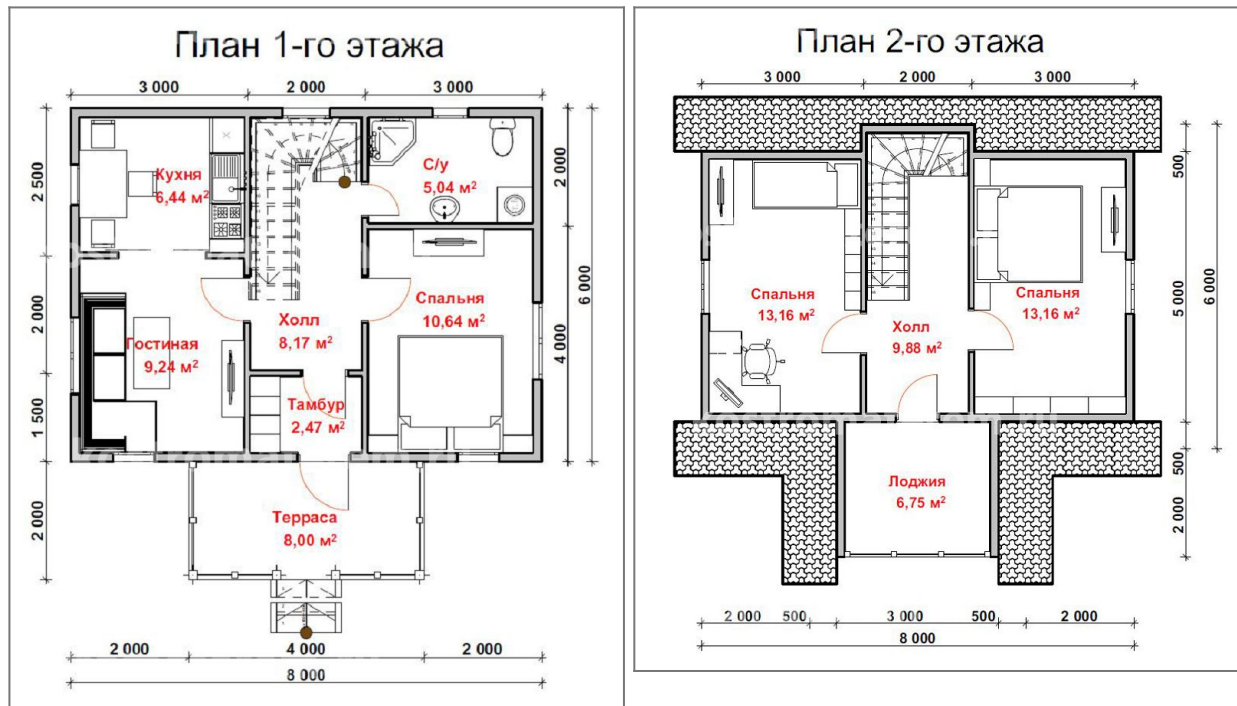 План 1-го этажа
3 000
2 000
3 000
2 500
2 000
1 500
2 000
Кухня
6,44 м²
С/у
5,04 м²
2 000
4 000
6 000
Спальня
10,64 м²
Холл
8,17 м²
Гостиная
9,24 м²
Тамбур
2,47 м²
Терраса
8,00 м²
2 000
4 000
2 000
8 000
План 2-го этажа
3 000
2 000
3 000
500
5 000
6 000
500
2 000
Спальня
13,16 м²
Спальня
13,16 м²
Холл
9,88 м²
Лоджия
6,75 м²
2 000
500
3 000
500
2 000
8 000